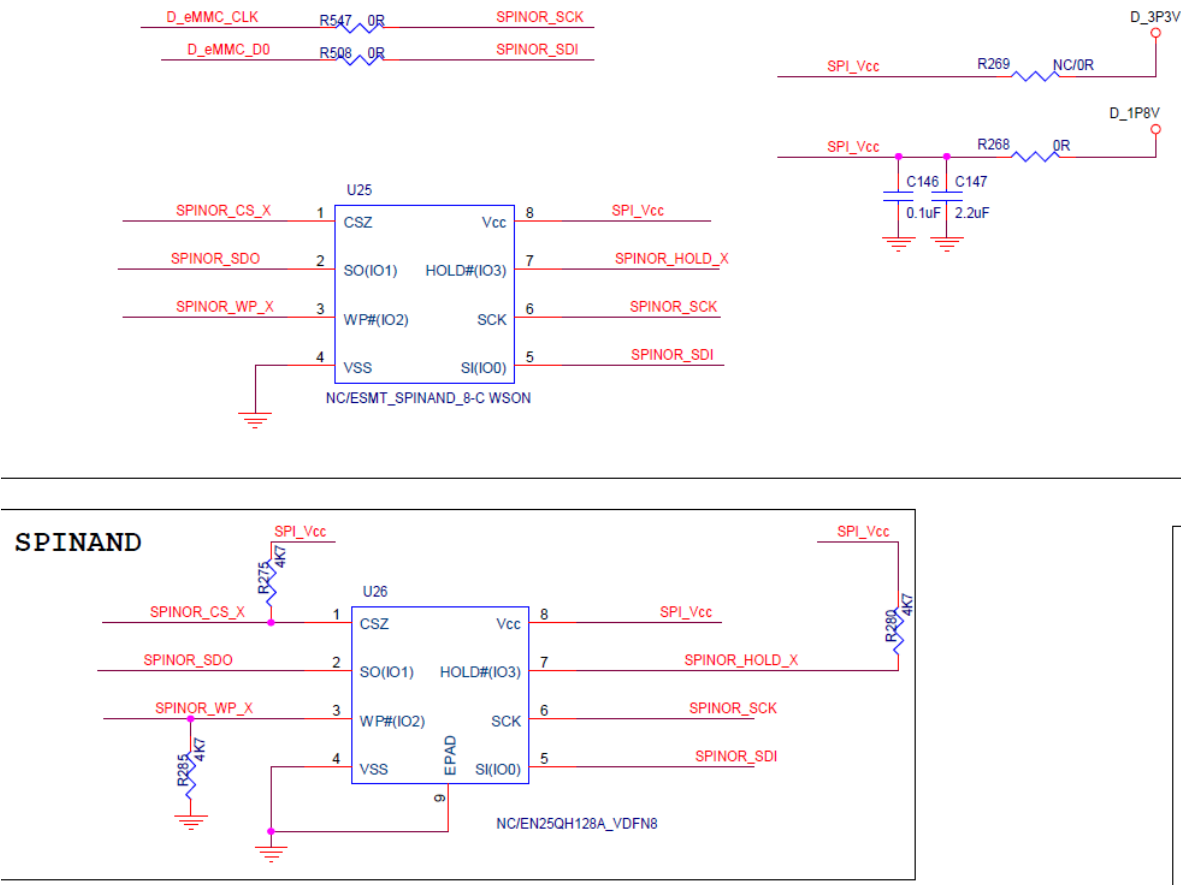 D_eMMC_CLK R547 0R SPINOR_SCK
D_eMMC_D0 R508 0R SPINOR_SDI
D_3P3V
SPI_Vcc R269 NC/0R
D_1P8V
SPI_Vcc R268 0R
C146 C147
0.1uF 2.2uF
U25
SPINOR_CS_X 1 CSZ Vcc 8 SPI_Vcc
SPINOR_SDO 2 SO(IO1) HOLD#(IO3) 7 SPINOR_HOLD_X
SPINOR_WP_X 3 WP#(IO2) SCK 6 SPINOR_SCK
4 VSS SI(IO0) 5 SPINOR_SDI
NC/ESMT_SPINAND_8-C WSON
SPINAND
SPI_Vcc
R275 4K7
SPI_Vcc
R280 4K7
U26
SPINOR_CS_X 1 CSZ Vcc 8 SPI_Vcc
SPINOR_SDO 2 SO(IO1) HOLD#(IO3) 7 SPINOR_HOLD_X
SPINOR_WP_X 3 WP#(IO2) SCK 6 SPINOR_SCK
R285 4K7
4 VSS EPAD SI(IO0) 5 SPINOR_SDI
9
NC/EN25QH128A_VDFN8